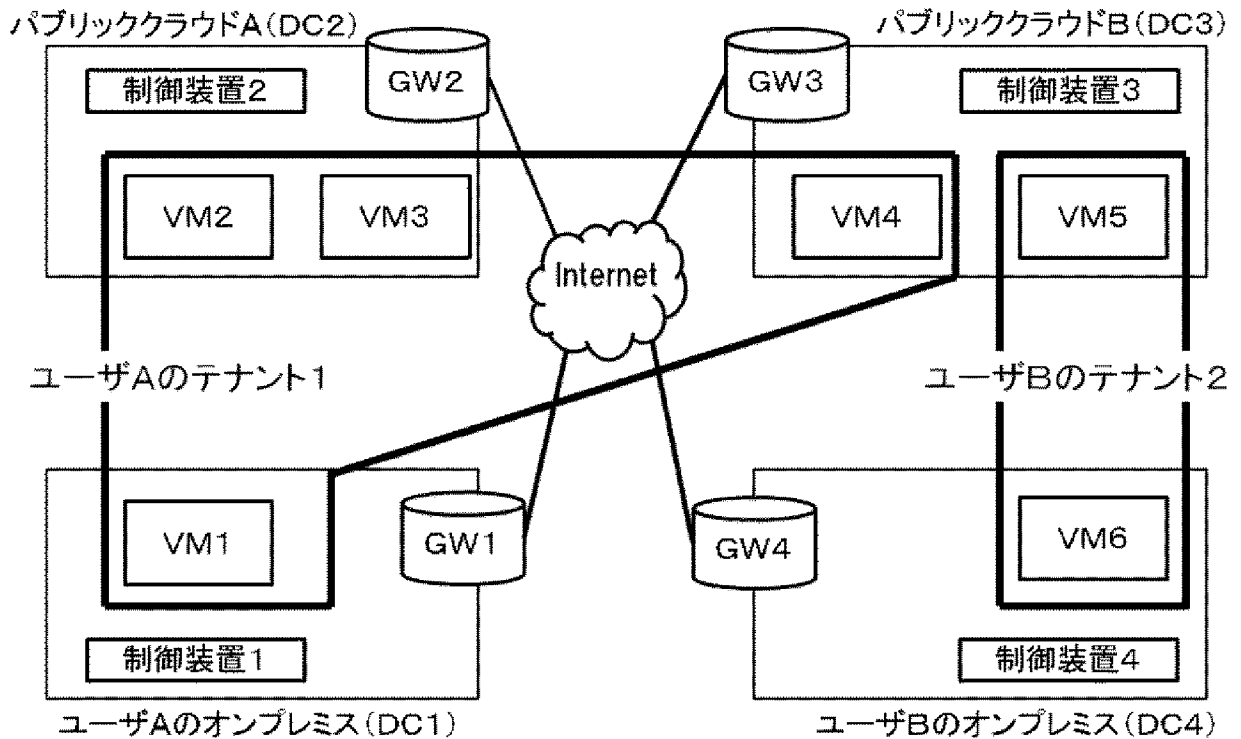 パブリッククラウドA(DC2)
パブリッククラウドB(DC3)
制御装置2
GW2
GW3
制御装置3
VM2
VM3
VM4
VM5
Internet
ユーザAのテナント1
ユーザBのテナント2
VM1
GW1
GW4
VM6
制御装置1
制御装置4
ユーザAのオンプレミス(DC1)
ユーザBのオンプレミス(DC4)